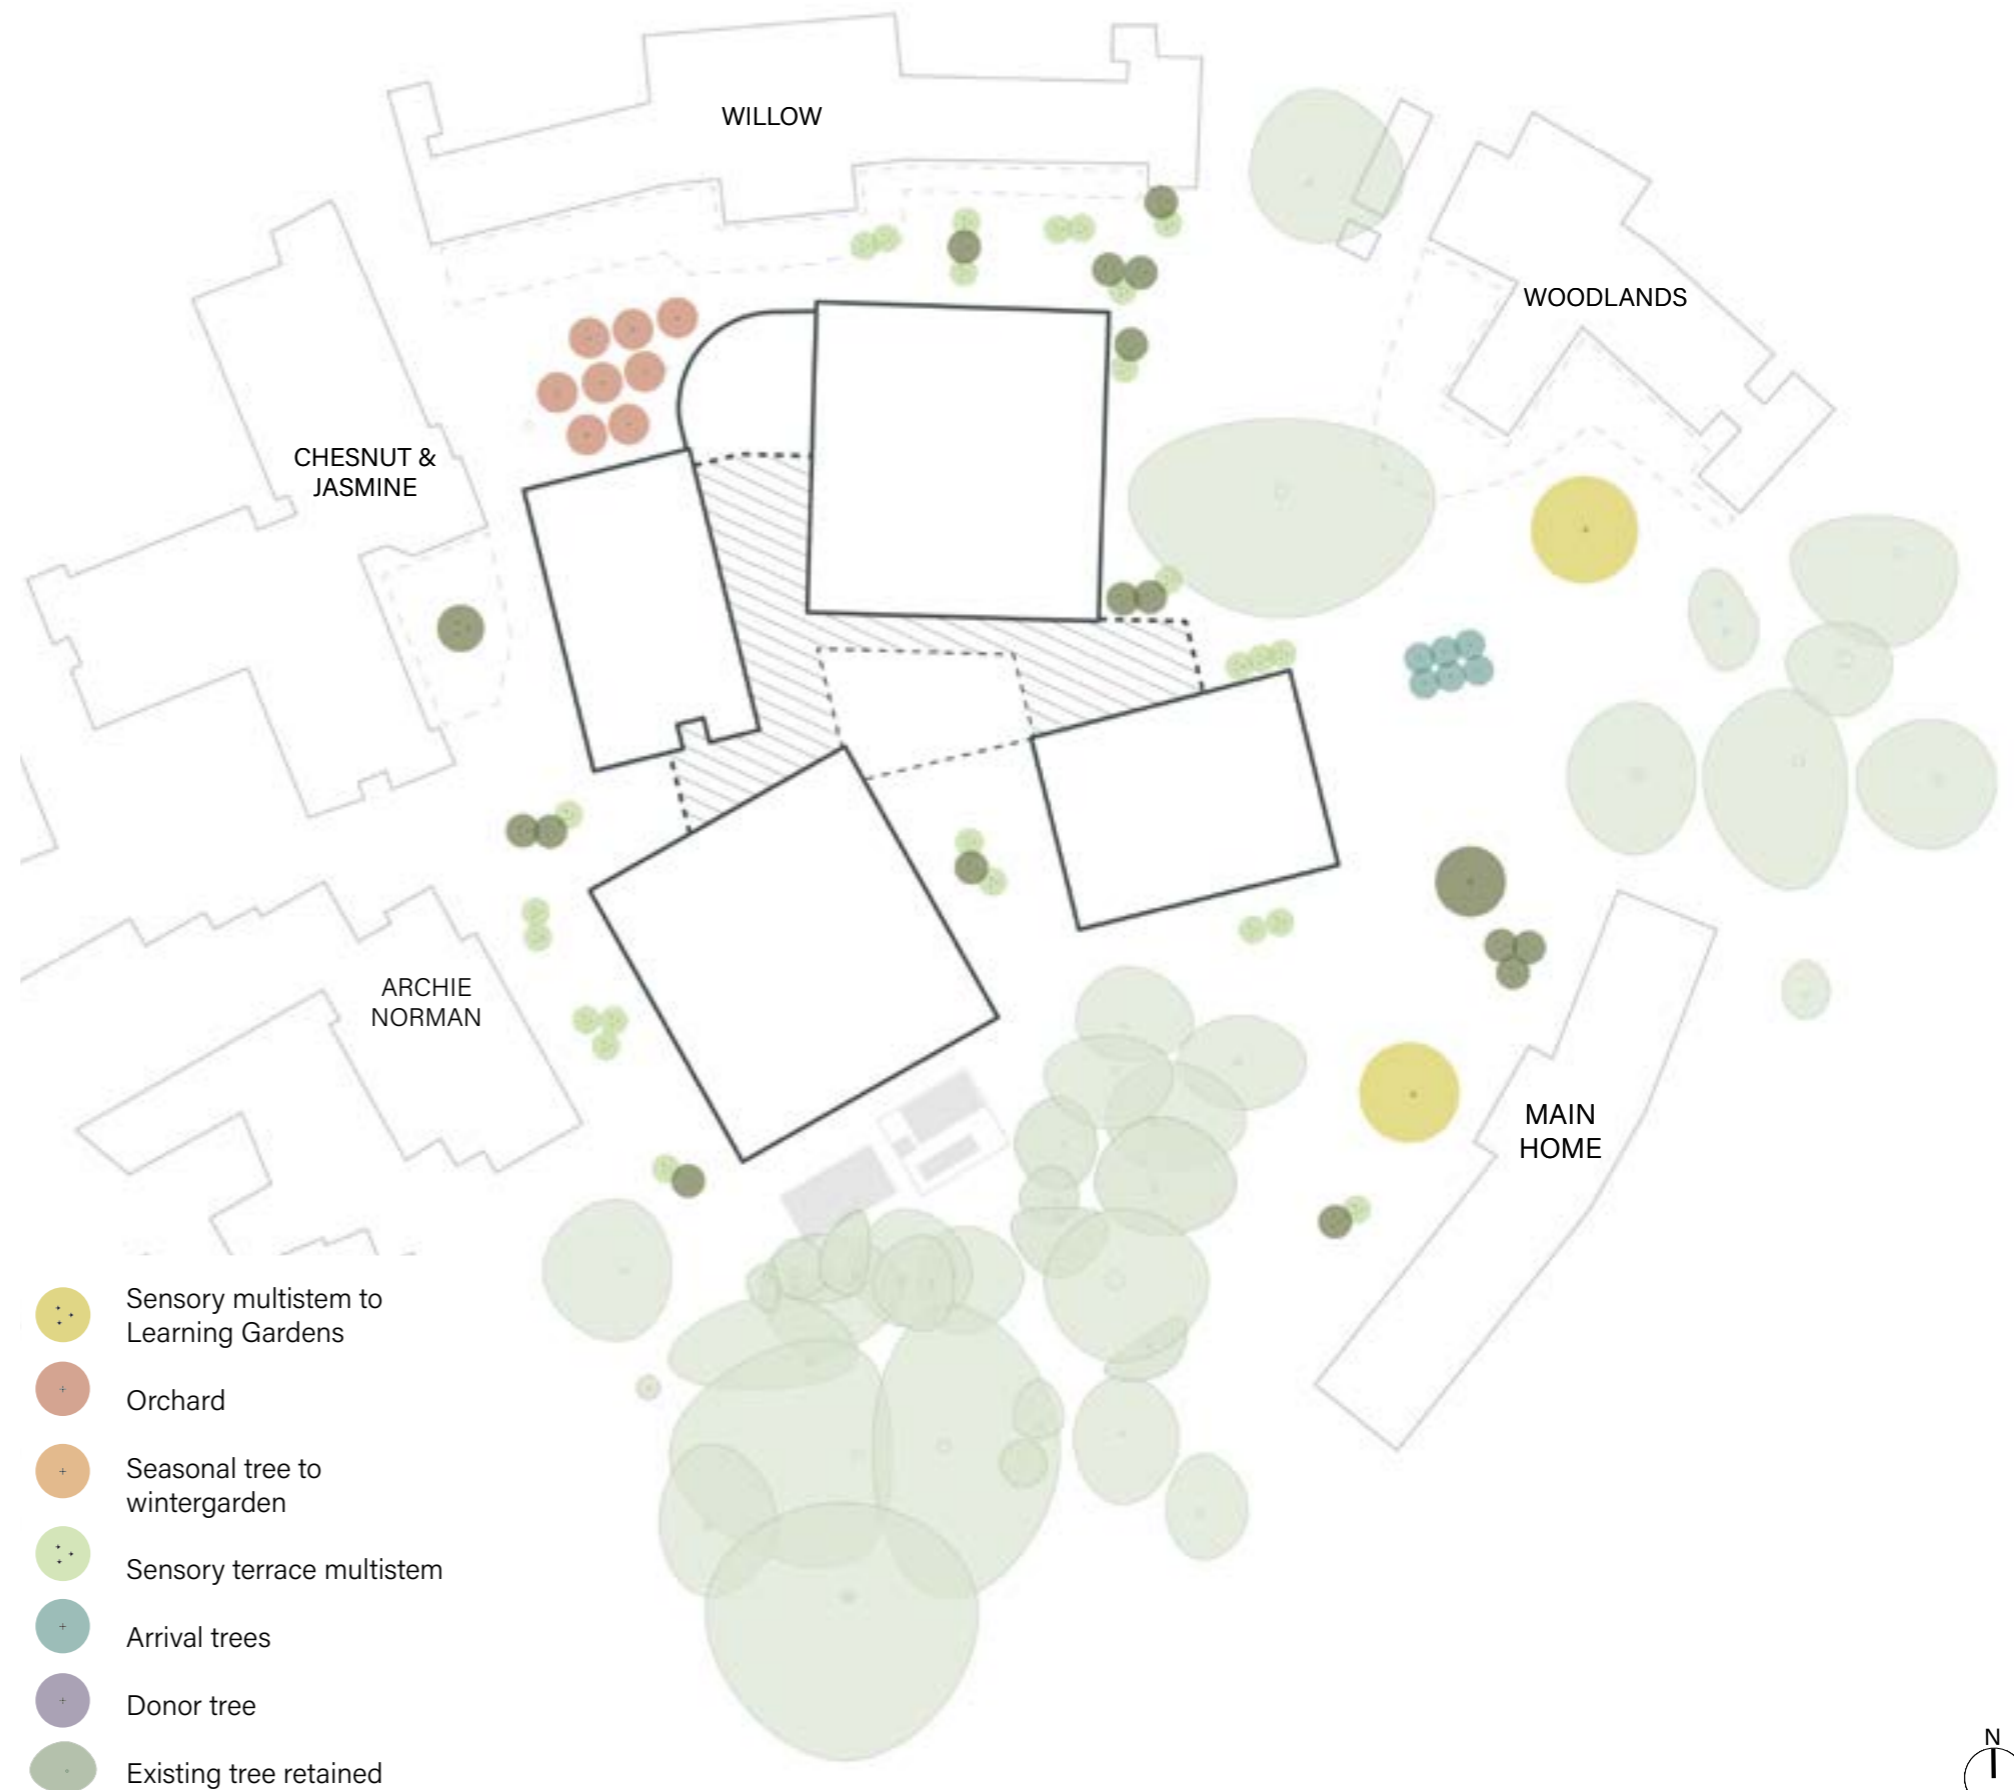 WILLOW
WOODLANDS
CHESNUT &
JASMINE
ARCHIE
NORMAN
MAIN
HOME
Sensory multistem to
Learning Gardens
Orchard
Seasonal tree to
wintergarden
Sensory terrace multistem
Arrival trees
Donor tree
Existing tree retained
N